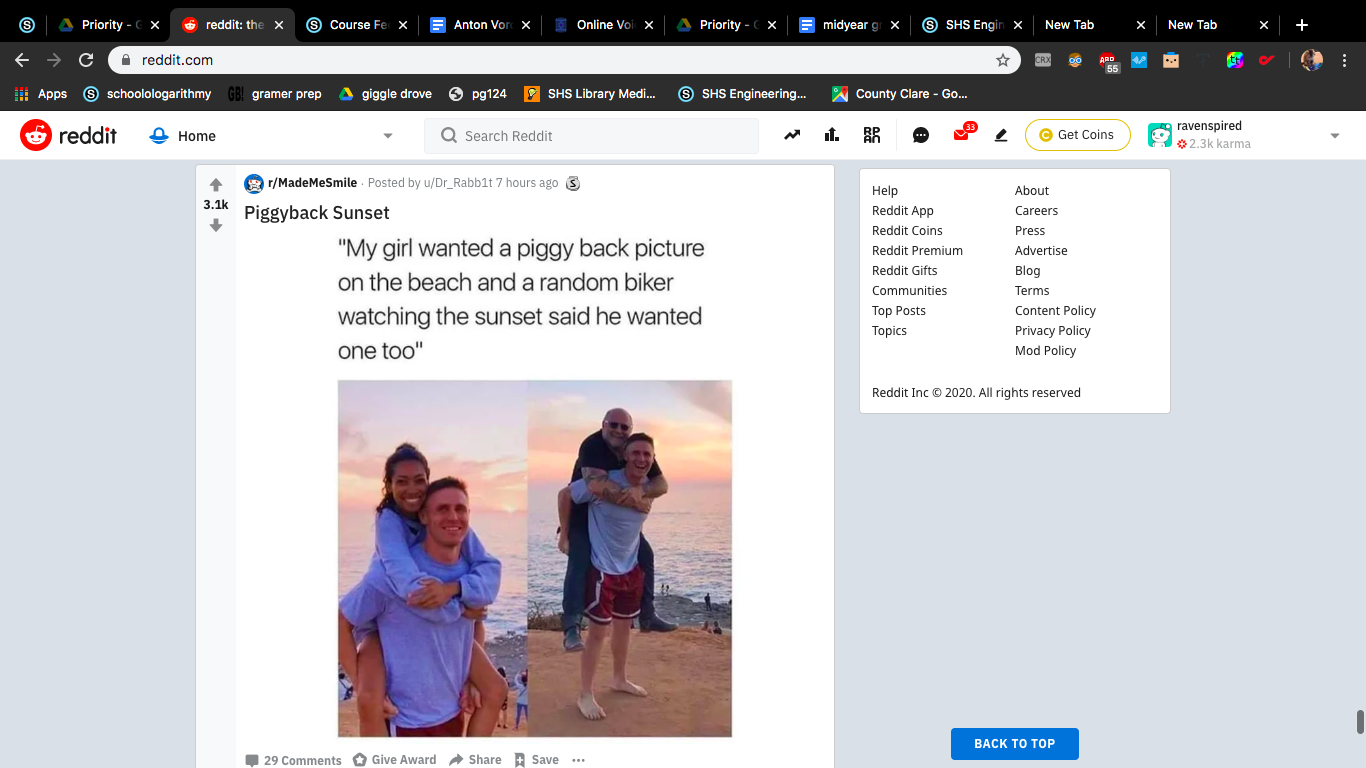 Priority - G
reddit: the
Course Fe
Anton Vor
Online Voi
Priority - G
midyear g
SHS Engin
New Tab
New Tab
reddit.com
CRX
ABP
55
Apps
schoolologarithmy
GB!
gramer prep
giggle drove
pg124
SHS Library Medi...
SHS Engineering...
County Clare - Go...
reddit
Home
Search Reddit
33
Get Coins
ravenspired
2.3k karma
3.1k
r/MadeMeSmile · Posted by u/Dr_Rabb1t 7 hours ago
Piggyback Sunset
"My girl wanted a piggy back picture
on the beach and a random biker
watching the sunset said he wanted
one too"
29 Comments
Give Award
Share
Save
Help
Reddit App
Reddit Coins
Reddit Premium
Reddit Gifts
Communities
Top Posts
Topics
About
Careers
Press
Advertise
Blog
Terms
Content Policy
Privacy Policy
Mod Policy
Reddit Inc © 2020. All rights reserved
BACK TO TOP